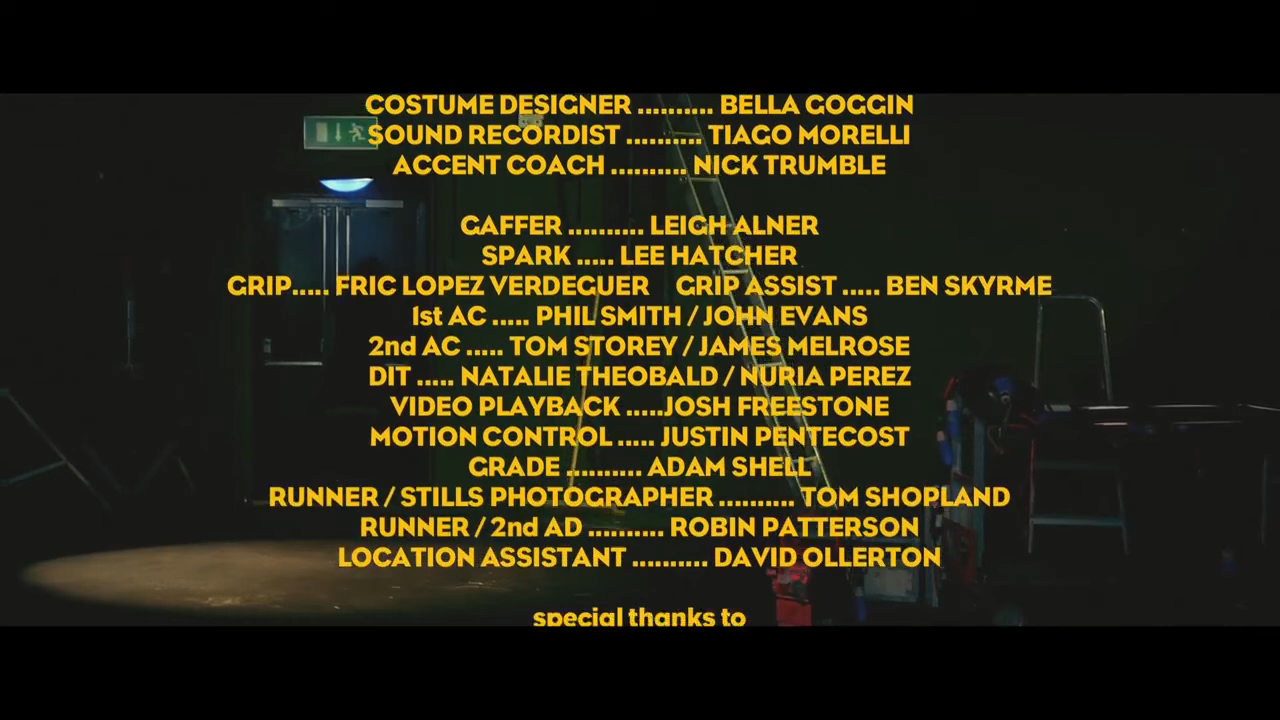 COSTUME DESIGNER .......... BELLA GOGGIN
SOUND RECORDIST .......... TIAGO MORELLI
ACCENT COACH .......... NICK TRUMBLE
GAFFER .......... LEIGH ALNER
SPARK ..... LEE HATCHER
GRIP..... FRIC LOPEZ VERDEGUER GRIP ASSIST ..... BEN SKYRME
1st AC ..... PHIL SMITH / JOHN EVANS
2nd AC ..... TOM STOREY / JAMES MELROSE
DIT ..... NATALIE THEOBALD / NURIA PEREZ
VIDEO PLAYBACK .....JOSH FREESTONE
MOTION CONTROL ..... JUSTIN PENTECOST
GRADE .......... ADAM SHELL
RUNNER / STILLS PHOTOGRAPHER .......... TOM SHOPLAND
RUNNER / 2nd AD .......... ROBIN PATTERSON
LOCATION ASSISTANT .......... DAVID OLLERTON
special thanks to